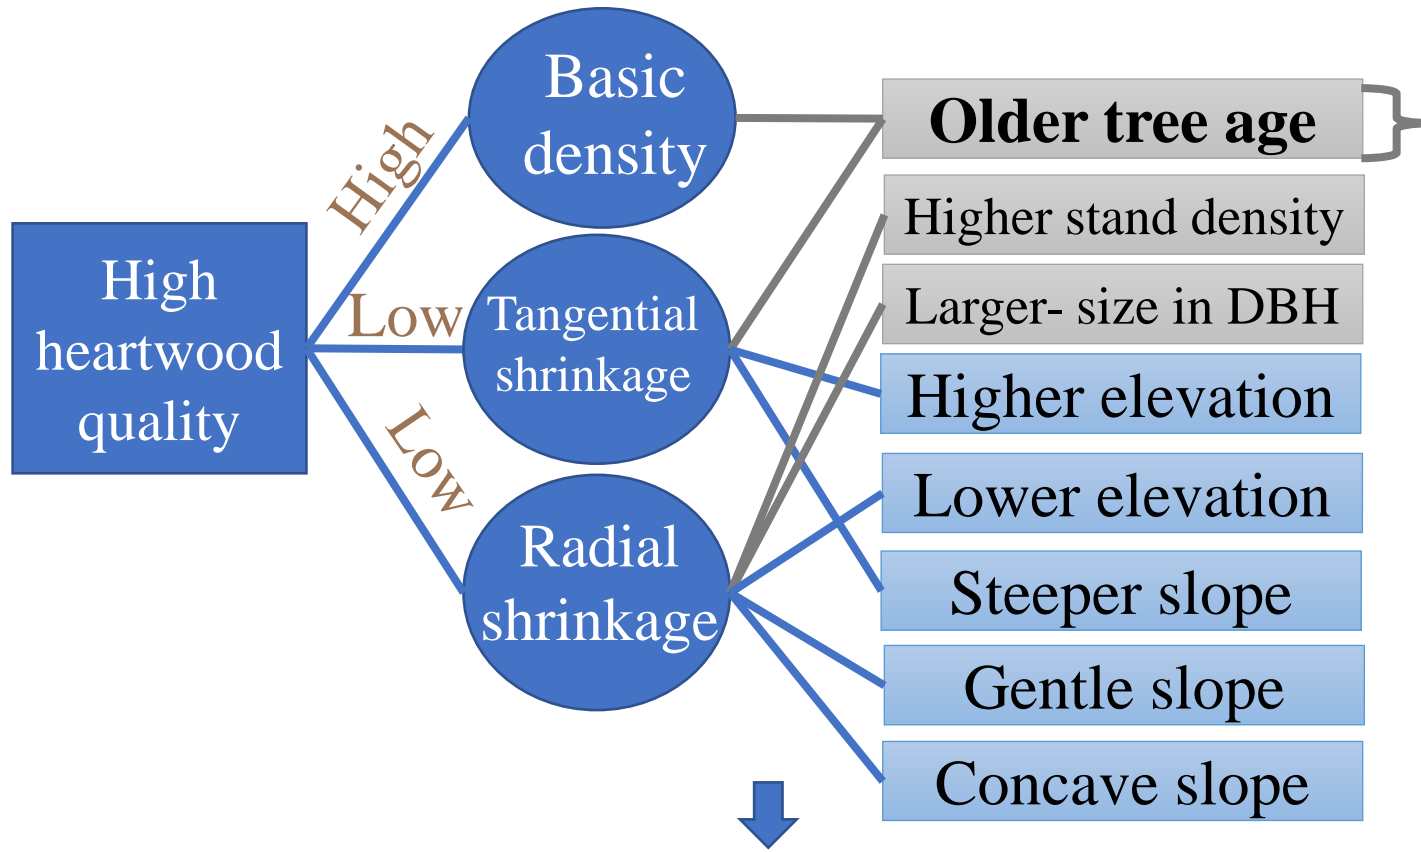 High
heartwood
quality
High
Low
Low
Basic
density
Tangential
shrinkage
Radial
shrinkage
Older tree age
Higher stand density
Larger- size in DBH
Higher elevation
Lower elevation
Steeper slope
Gentle slope
Concave slope